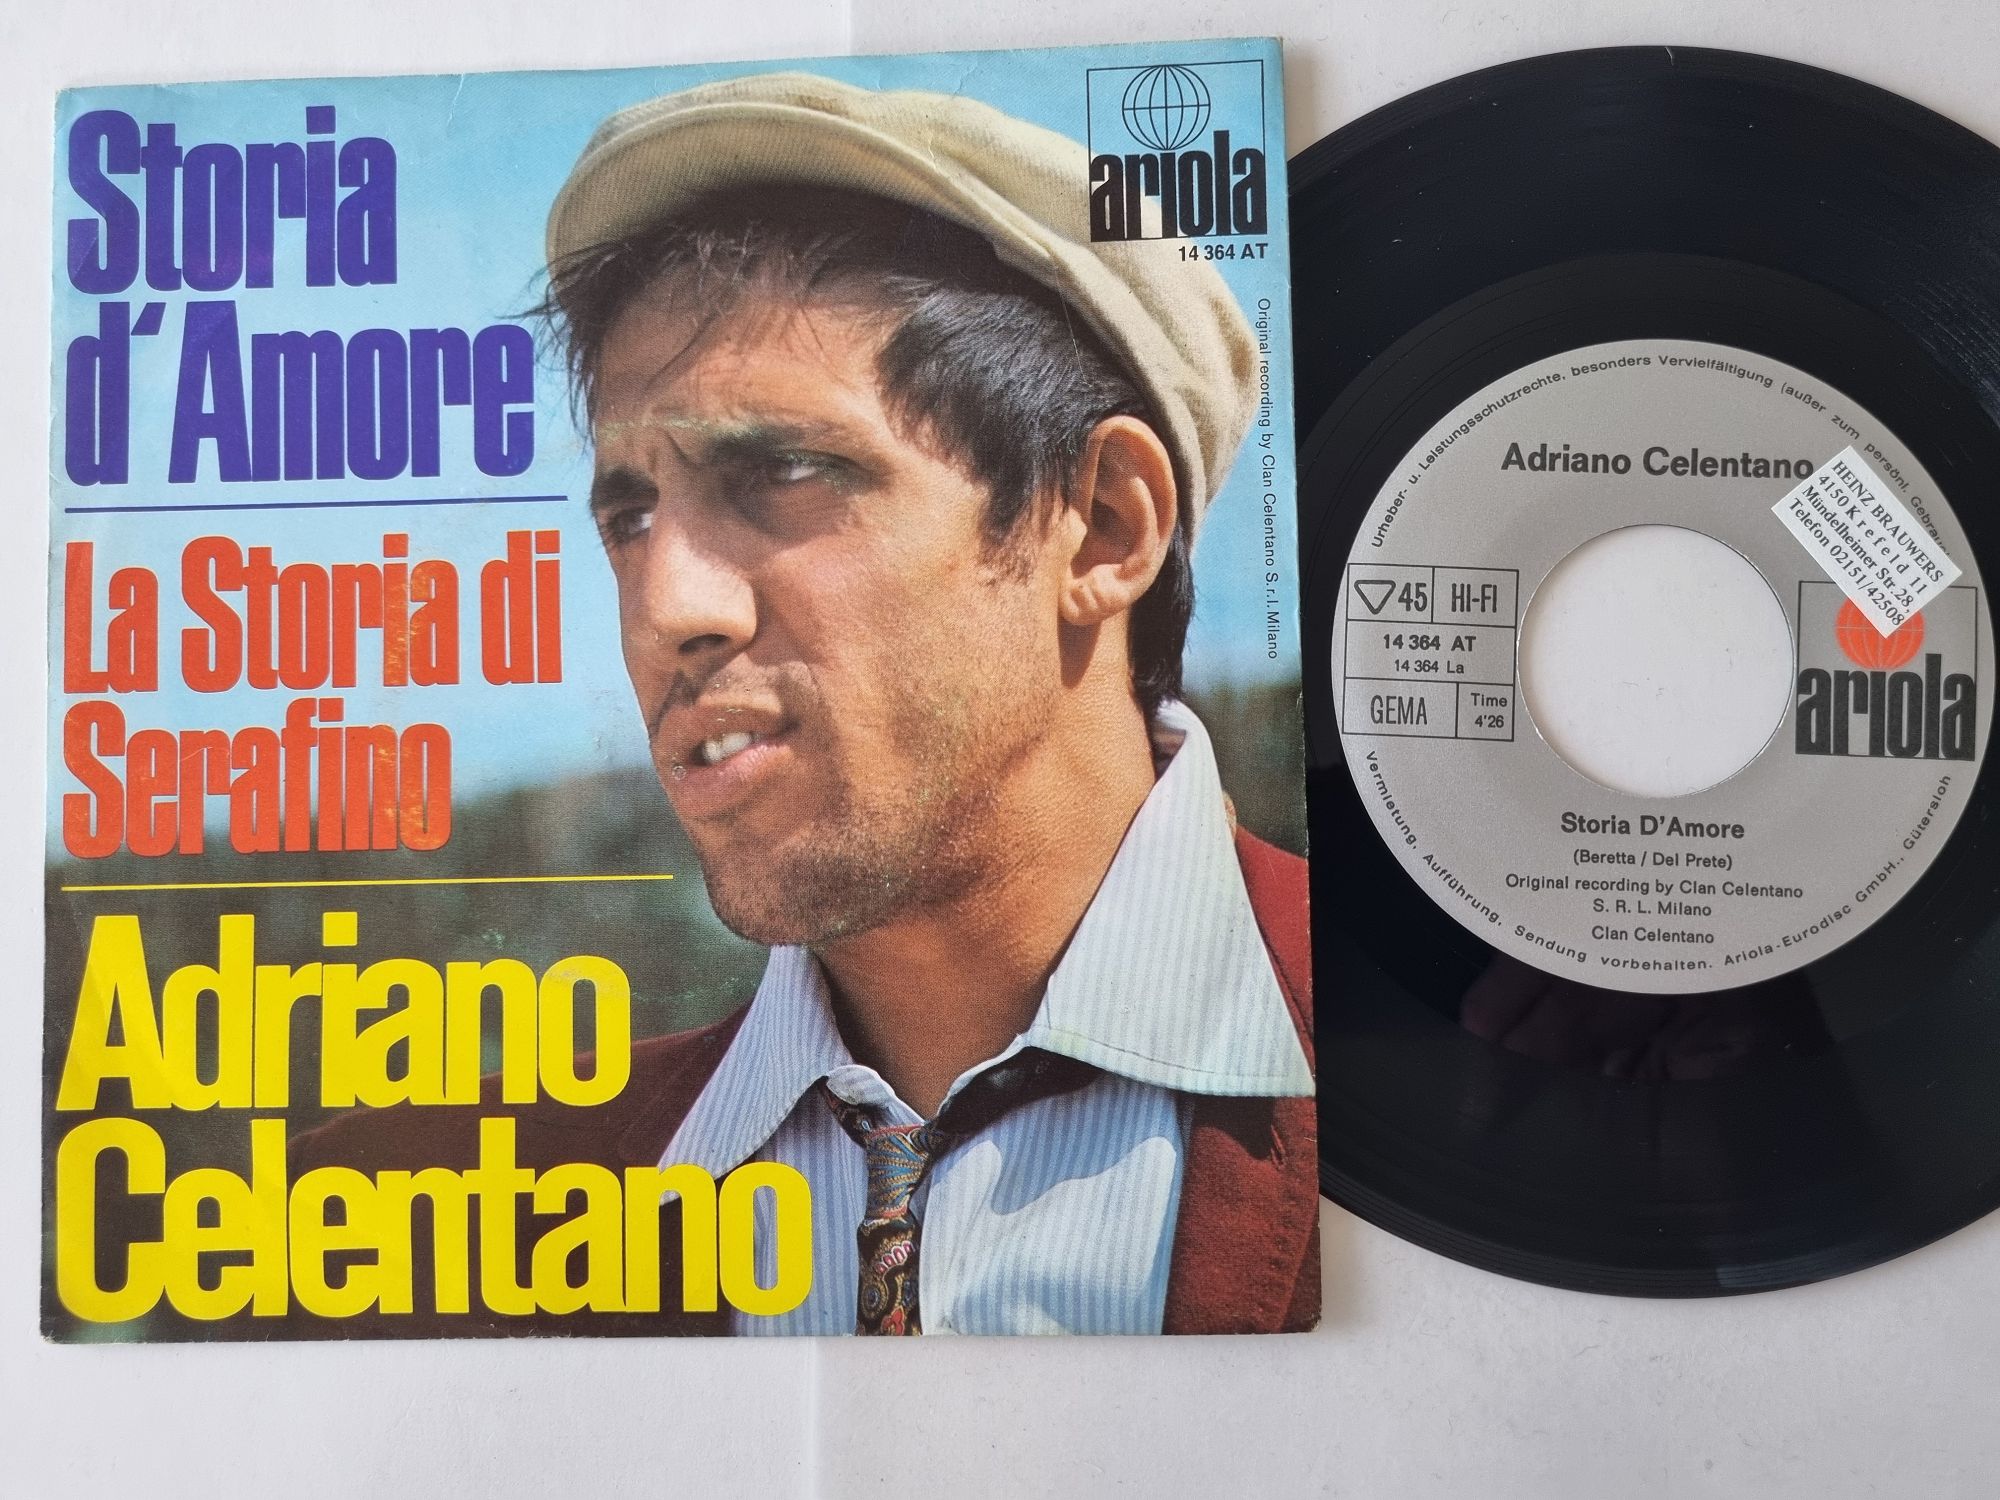 Storia
d'Amore
La Storia di
Serafino
Adriano
Celentano
ariola
14 364 AT
Original recording by Clan Celentano S.r.l. Milano
Urheber- u. Leistungsschutzrechte, besonders Vervielfältigung (außer zum persönl. Gebrauch
Adriano Celentano
HEINZ BRAUWERS
4150 Krefeld 11
Mündelheimer Str. 28,
Telefon 02151/42508
45 HI-FI
14 364 AT
14 364 La
GEMA
Time
4'26
ariola
Storia D'Amore
(Beretta / Del Prete)
Original recording by Clan Celentano
S. R. L. Milano
Clan Celentano
Vermietung, Aufführung, Sendung vorbehalten. Ariola-Eurodisc GmbH., Gütersloh